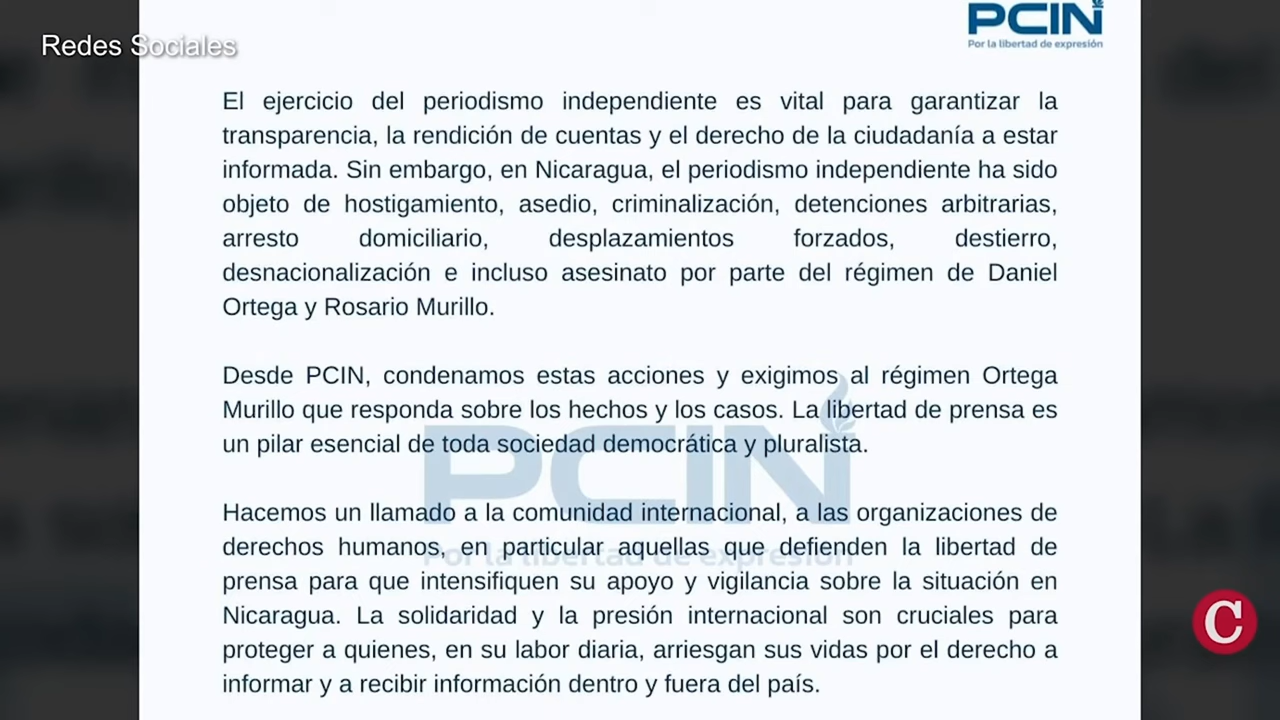 PCIN
Redes Sociales
Por la libertad de expresión
El ejercicio del periodismo independiente es vital para garantizar la
transparencia, la rendición de cuentas y el derecho de la ciudadanía a estar
informada. Sin embargo, en Nicaragua, el periodismo independiente ha sido
objeto de hostigamiento, asedio, criminalización, detenciones arbitrarias,
arresto domiciliario, desplazamientos forzados, destierro,
desnacionalización e incluso asesinato por parte del régimen de Daniel
Ortega y Rosario Murillo.
Desde PCIN, condenamos estas acciones y exigimos al régimen Ortega
Murillo que responda sobre los hechos y los casos. La libertad de prensa es
un pilar esencial de toda sociedad democrática y pluralista.
PCIN
Hacemos un llamado a la comunidad internacional, a las organizaciones de
derechos humanos, en particular aquellas que defienden la libertad de
Por la libertad de expresión
prensa para que intensifiquen su apoyo y vigilancia sobre la situación en
Nicaragua. La solidaridad y la presión internacional son cruciales para
proteger a quienes, en su labor diaria, arriesgan sus vidas por el derecho a
informar y a recibir información dentro y fuera del país.
C